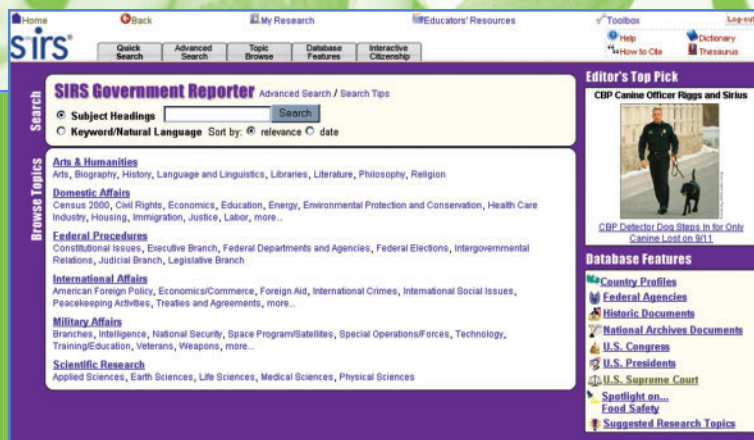 Home
Back
My Research
Educators' Resources
Toolbox
Log-out
sirs®
Quick Search
Advanced Search
Topic Browse
Database Features
Interactive Citizenship
Help
Dictionary
How to Cite
Thesaurus
Search
SIRS Government Reporter Advanced Search / Search Tips
Subject Headings Search
Keyword/Natural Language Sort by: relevance date
Browse Topics
Arts & Humanities
Arts, Biography, History, Language and Linguistics, Libraries, Literature, Philosophy, Religion
Domestic Affairs
Census 2000, Civil Rights, Economics, Education, Energy, Environmental Protection and Conservation, Health Care
Industry, Housing, Immigration, Justice, Labor, more...
Federal Procedures
Constitutional Issues, Executive Branch, Federal Departments and Agencies, Federal Elections, Intergovernmental
Relations, Judicial Branch, Legislative Branch
International Affairs
American Foreign Policy, Economics/Commerce, Foreign Aid, International Crimes, International Social Issues,
Peacekeeping Activities, Treaties and Agreements, more...
Military Affairs
Branches, Intelligence, National Security, Space Program/Satellites, Special Operations/Forces, Technology,
Training/Education, Veterans, Weapons, more...
Scientific Research
Applied Sciences, Earth Sciences, Life Sciences, Medical Sciences, Physical Sciences
Editor's Top Pick
CBP Canine Officer Riggs and Sirius
CBP Detector Dog Steps In for Only
Canine Lost on 9/11
Database Features
Country Profiles
Federal Agencies
Historic Documents
National Archives Documents
U.S. Congress
U.S. Presidents
U.S. Supreme Court
Spotlight on...
Food Safety
Suggested Research Topics